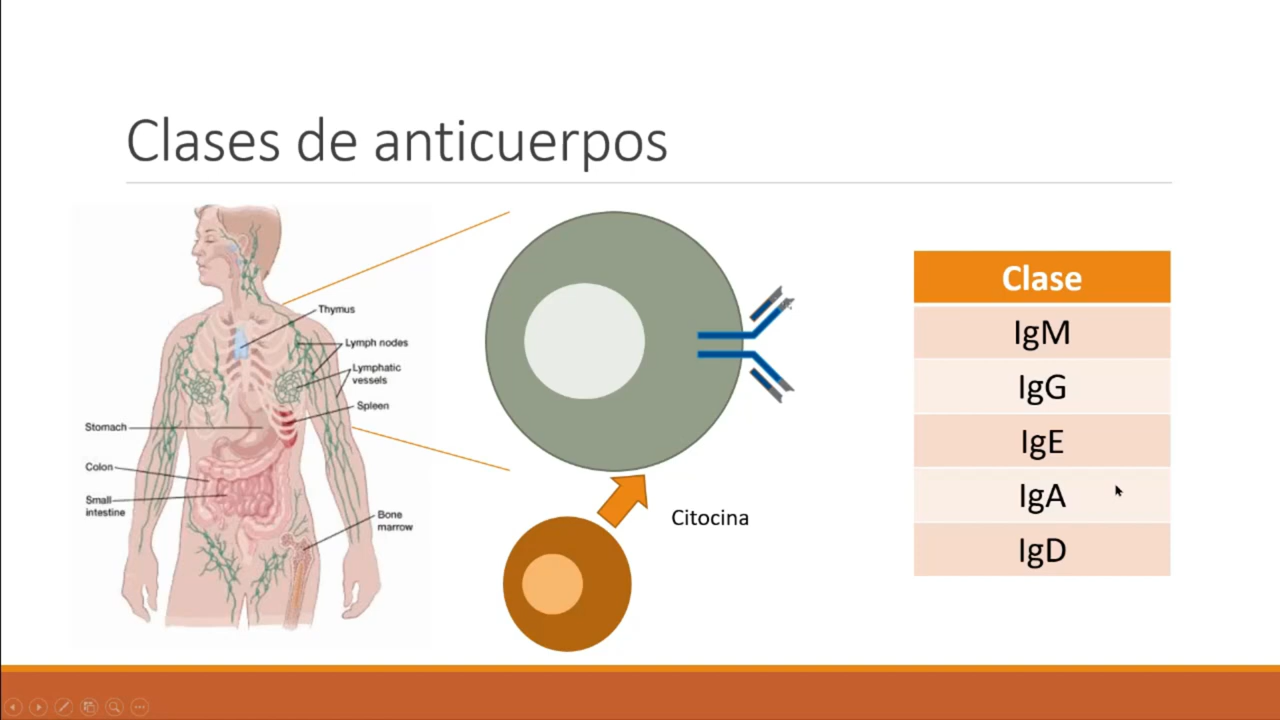 Clases de anticuerpos
Thymus
Lymph nodes
Lymphatic
vessels
Spleen
Stomach
Colon
Small
intestine
Bone
marrow
Citocina
Clase
IgM
IgG
IgE
IgA
IgD